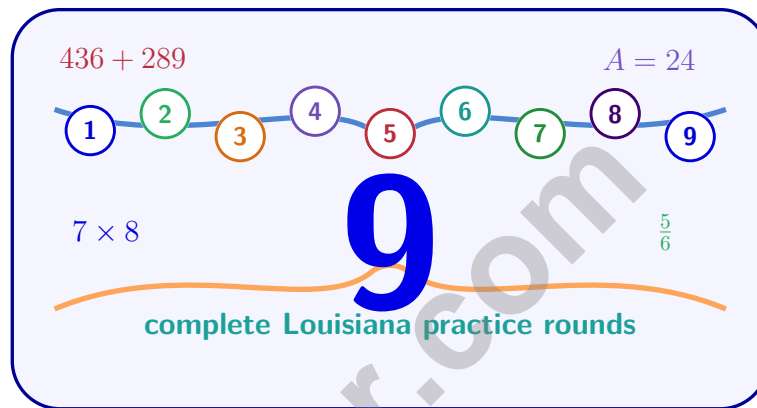 436 + 289
A = 24
1 2 3 4 5 6 7 8 9
7 × 8
9
5/6
complete Louisiana practice rounds
r.com